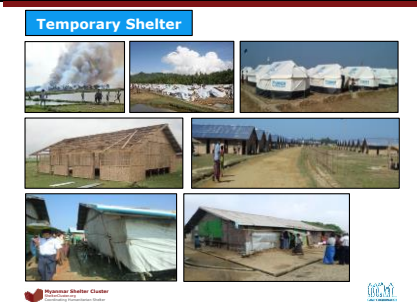 Temporary Shelter
Myanmar Shelter Cluster
ShelterCluster.org
Coordinating Humanitarian Shelter